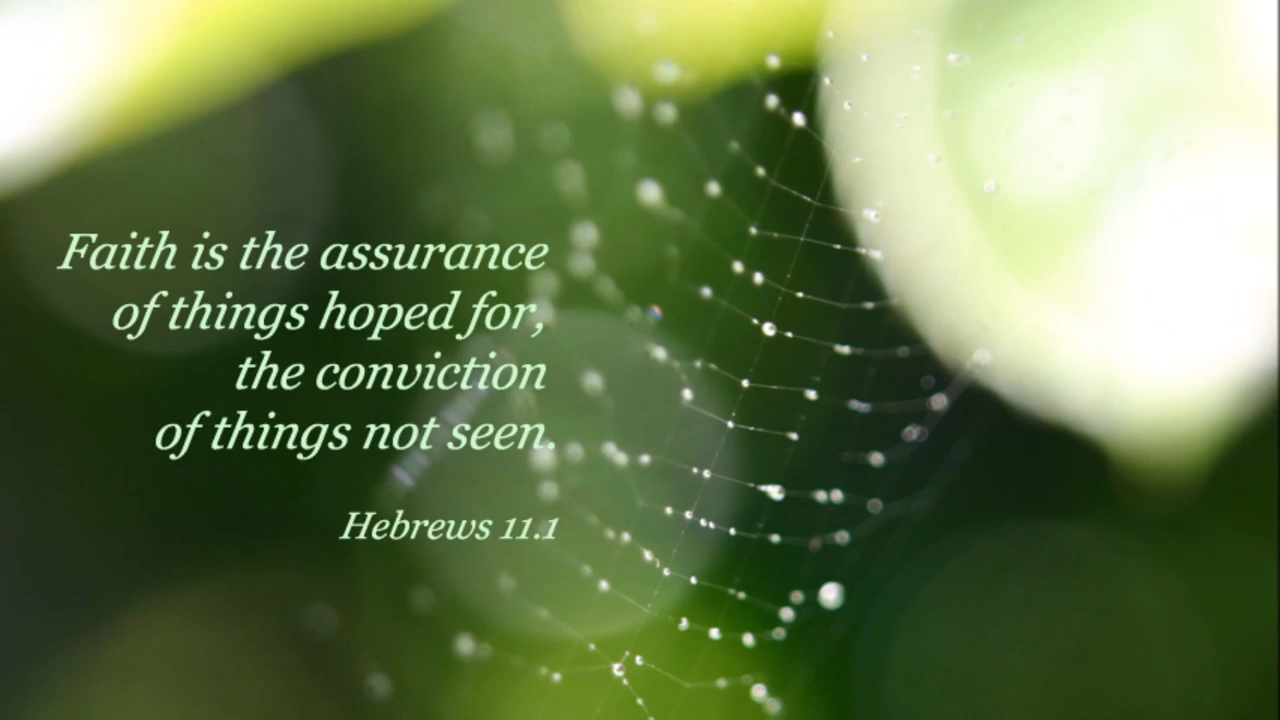 Faith is the assurance
of things hoped for,
the conviction
of things not seen.
Hebrews 11.1